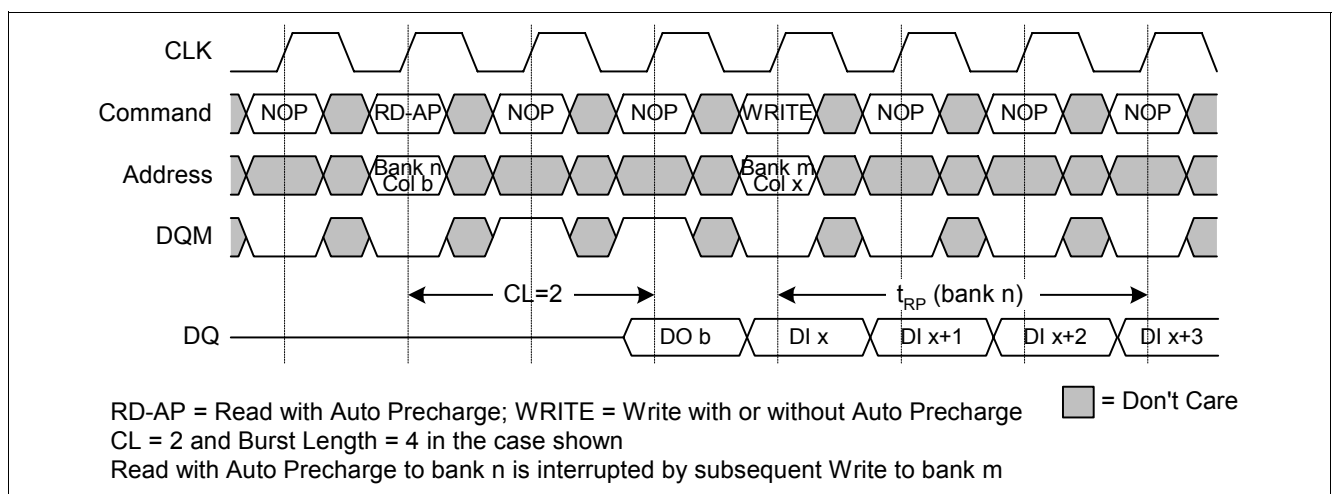 CLK
Command NOP RD-AP NOP NOP WRITE NOP NOP NOP
Address Bank n Bank m
Col b Col x
DQM
CL=2 tRP (bank n)
DQ DO b DI x DI x+1 DI x+2 DI x+3
RD-AP = Read with Auto Precharge; WRITE = Write with or without Auto Precharge = Don't Care
CL = 2 and Burst Length = 4 in the case shown
Read with Auto Precharge to bank n is interrupted by subsequent Write to bank m